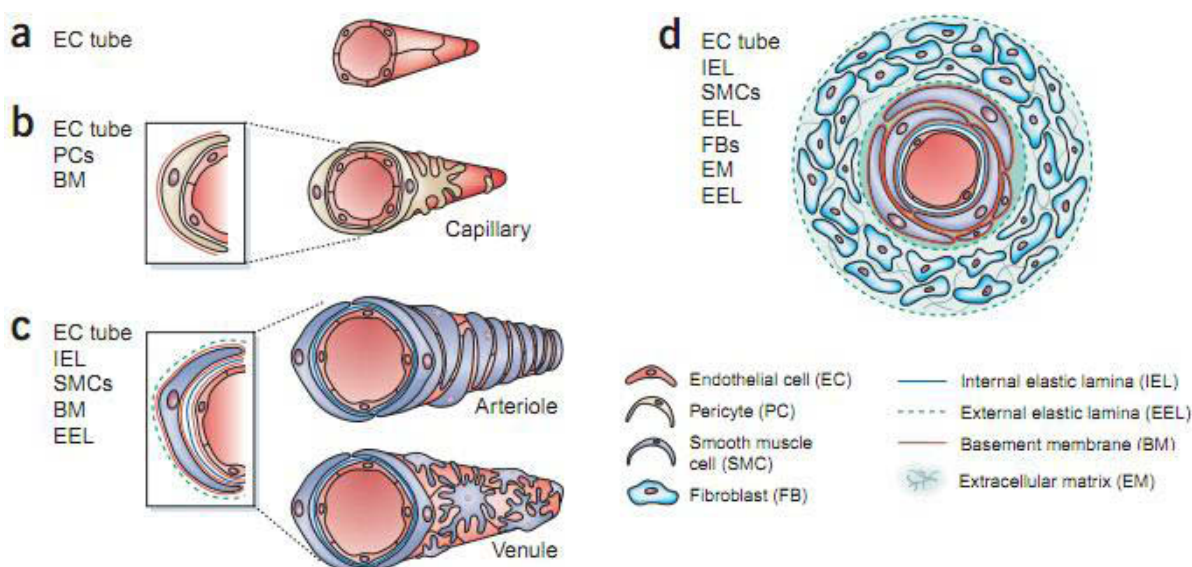 a
EC tube
b
EC tube
PCs
BM
Capillary
c
EC tube
IEL
SMCs
BM
EEL
Arteriole
Venule
d
EC tube
IEL
SMCs
EEL
FBs
EM
EEL
Endothelial cell (EC)
Pericyte (PC)
Smooth muscle
cell (SMC)
Fibroblast (FB)
Internal elastic lamina (IEL)
External elastic lamina (EEL)
Basement membrane (BM)
Extracellular matrix (EM)